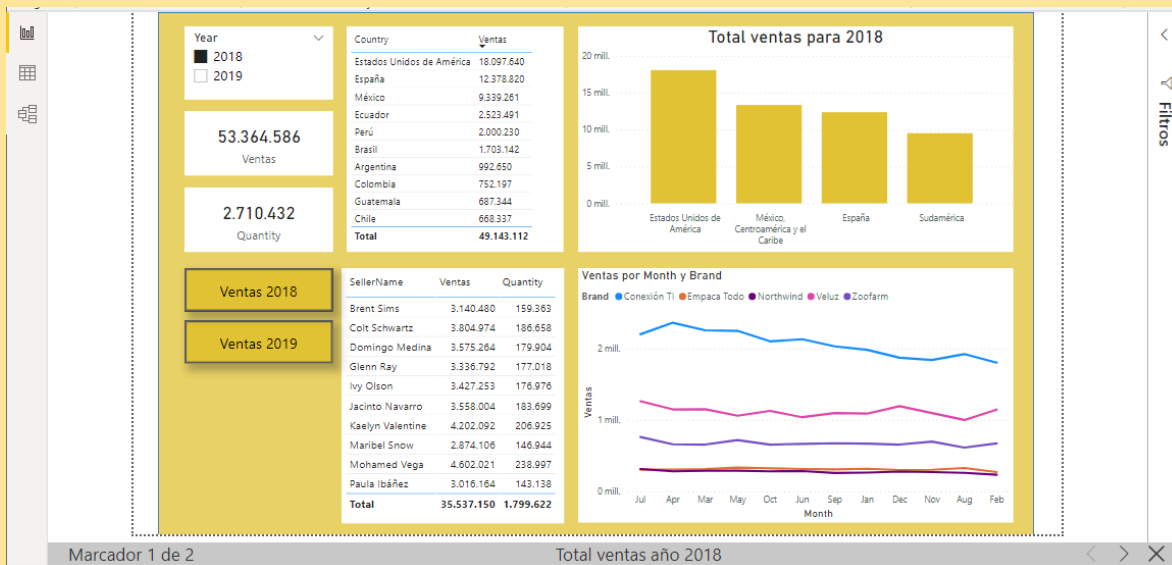 Year
2018
2019
53.364.586
Ventas
2.710.432
Quantity
Ventas 2018
Ventas 2019
Country Ventas
Estados Unidos de América 18.097.640
España 12.378.820
México 9.339.261
Ecuador 2.523.491
Perú 2.000.230
Brasil 1.703.142
Argentina 992.650
Colombia 752.197
Guatemala 687.344
Chile 668.337
Total 49.143.112
Total ventas para 2018
20 mill.
15 mill.
10 mill.
5 mill.
0 mill.
Estados Unidos de América
México, Centroamérica y el Caribe
España
Sudamérica
SellerName Ventas Quantity
Brent Sims 3.140.480 159.363
Colt Schwartz 3.804.974 186.658
Domingo Medina 3.575.264 179.904
Glenn Ray 3.336.792 177.018
Ivy Olson 3.427.253 176.976
Jacinto Navarro 3.558.004 183.699
Kaelyn Valentine 4.202.092 206.925
Maribel Snow 2.874.106 146.944
Mohamed Vega 4.602.021 238.997
Paula Ibáñez 3.016.164 143.138
Total 35.537.150 1.799.622
Ventas por Month y Brand
Brand Conexión TI Empaca Todo Northwind Veluz Zoofarm
Ventas
2 mill.
1 mill.
0 mill.
Jul Apr Mar May Oct Jun Sep Jan Dec Nov Aug Feb
Month
Filtros
Marcador 1 de 2 Total ventas año 2018